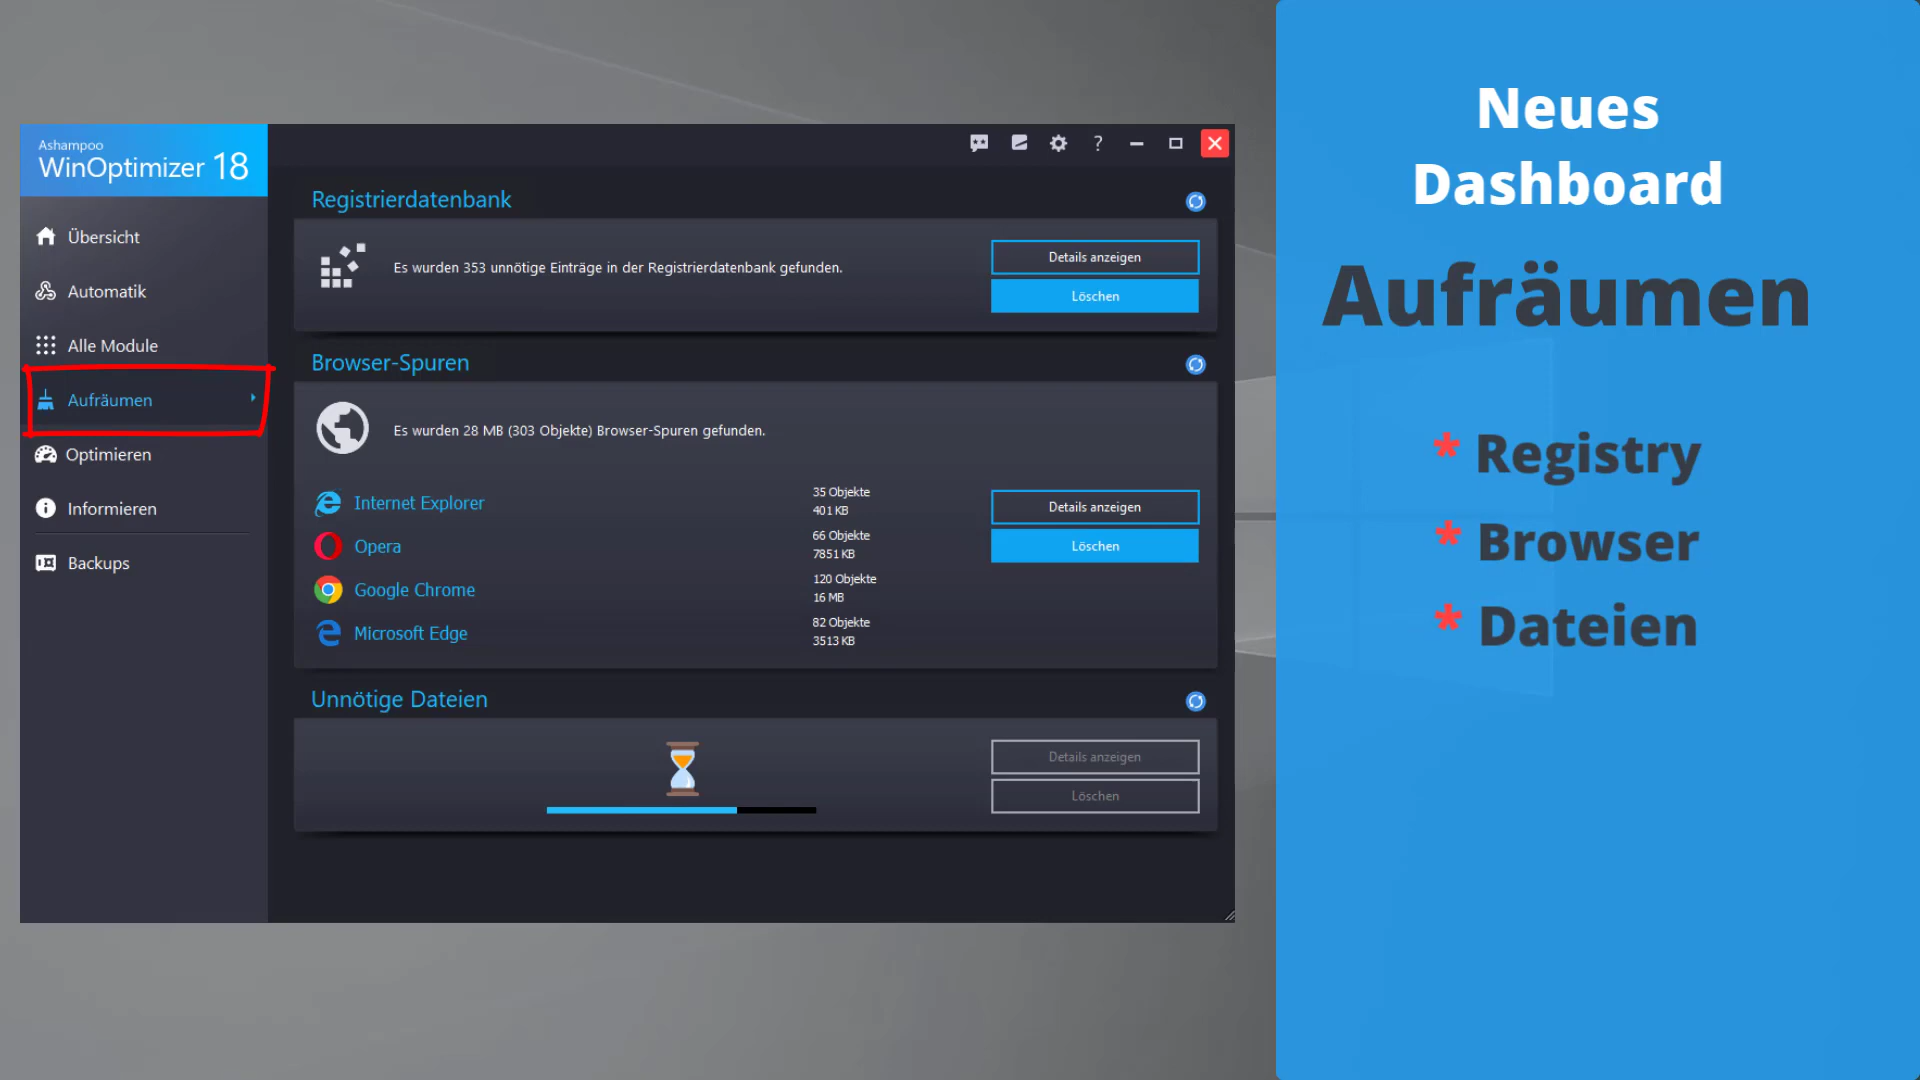 Ashampoo
WinOptimizer 18
Übersicht
Automatik
Alle Module
Aufräumen
Optimieren
Informieren
Backups
?
Registrierdatenbank
Es wurden 353 unnötige Einträge in der Registrierdatenbank gefunden.
Details anzeigen
Löschen
Browser-Spuren
Es wurden 28 MB (303 Objekte) Browser-Spuren gefunden.
Internet Explorer
35 Objekte
401 KB
Opera
66 Objekte
7851 KB
Google Chrome
120 Objekte
16 MB
Microsoft Edge
82 Objekte
3513 KB
Details anzeigen
Löschen
Unnötige Dateien
Details anzeigen
Löschen
Neues
Dashboard
Aufräumen
* Registry
* Browser
* Dateien